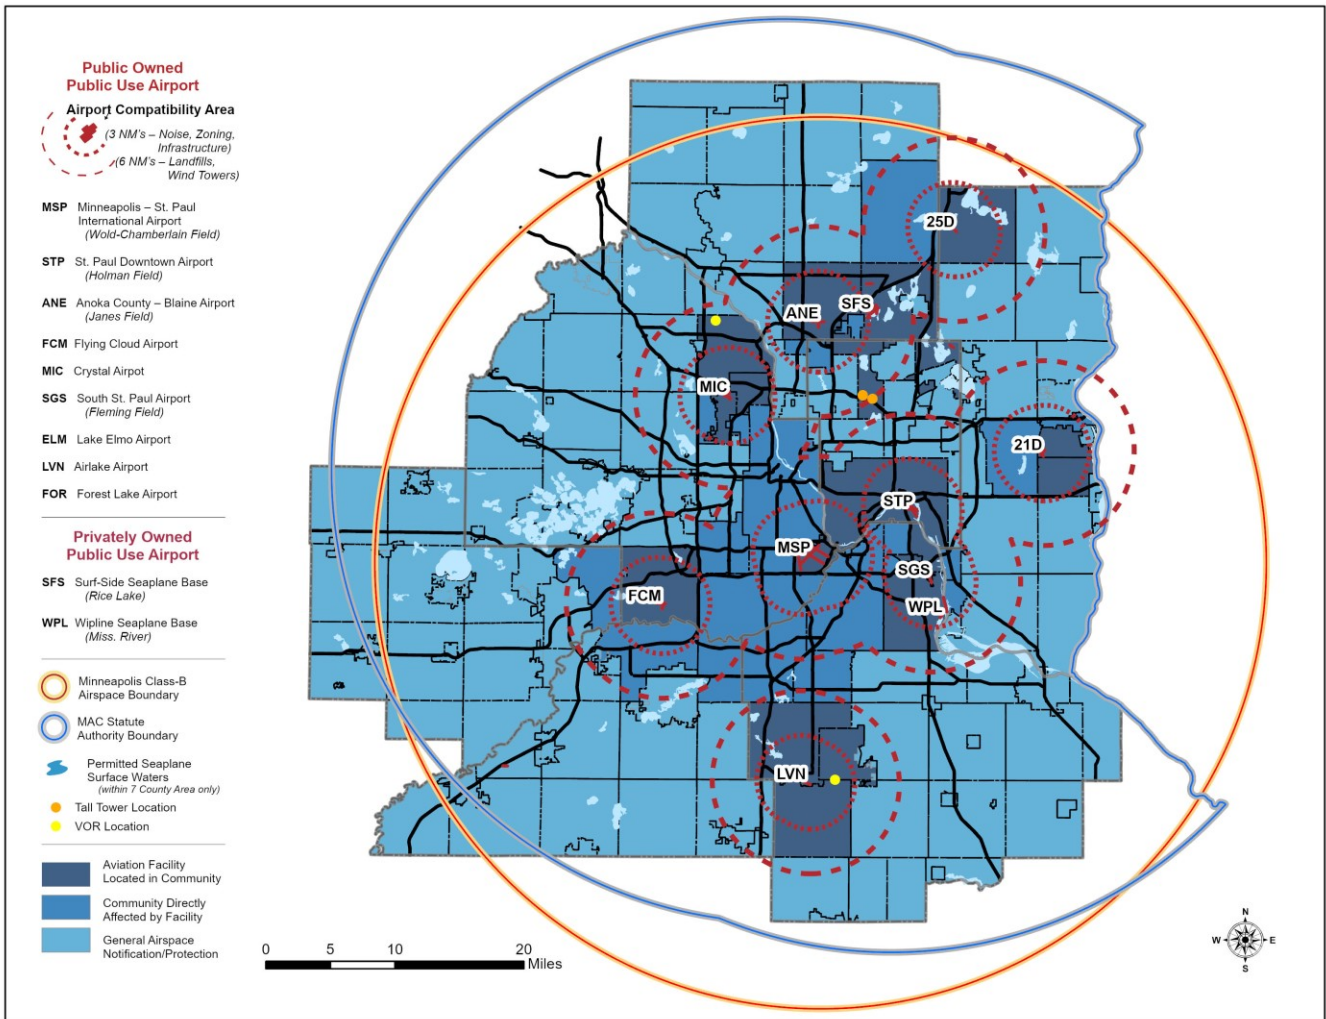 Public Owned
Public Use Airport
Airport Compatibility Area
(3 NM's – Noise, Zoning,
Infrastructure)
(6 NM's – Landfills,
Wind Towers)
MSP Minneapolis – St. Paul
International Airport
(Wold-Chamberlain Field)
STP St. Paul Downtown Airport
(Holman Field)
ANE Anoka County – Blaine Airport
(Janes Field)
FCM Flying Cloud Airport
MIC Crystal Airpot
SGS South St. Paul Airport
(Fleming Field)
ELM Lake Elmo Airport
LVN Airlake Airport
FOR Forest Lake Airport
Privately Owned
Public Use Airport
SFS Surf-Side Seaplane Base
(Rice Lake)
WPL Wipline Seaplane Base
(Miss. River)
Minneapolis Class-B
Airspace Boundary
MAC Statute
Authority Boundary
Permitted Seaplane
Surface Waters
(within 7 County Area only)
Tall Tower Location
VOR Location
Aviation Facility
Located in Community
Community Directly
Affected by Facility
General Airspace
Notification/Protection
25D
SFS
ANE
MIC
21D
STP
MSP
SGS
FCM
WPL
LVN
0 5 10 20
Miles
N
W E
S